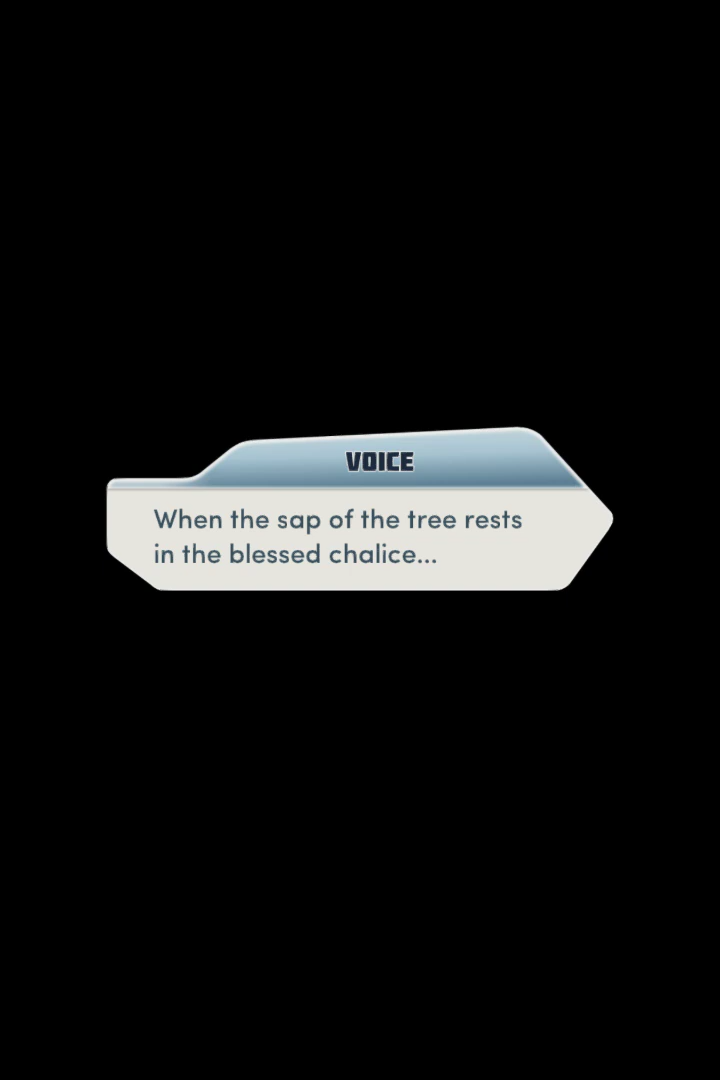 VOICE
When the sap of the tree rests
in the blessed chalice...